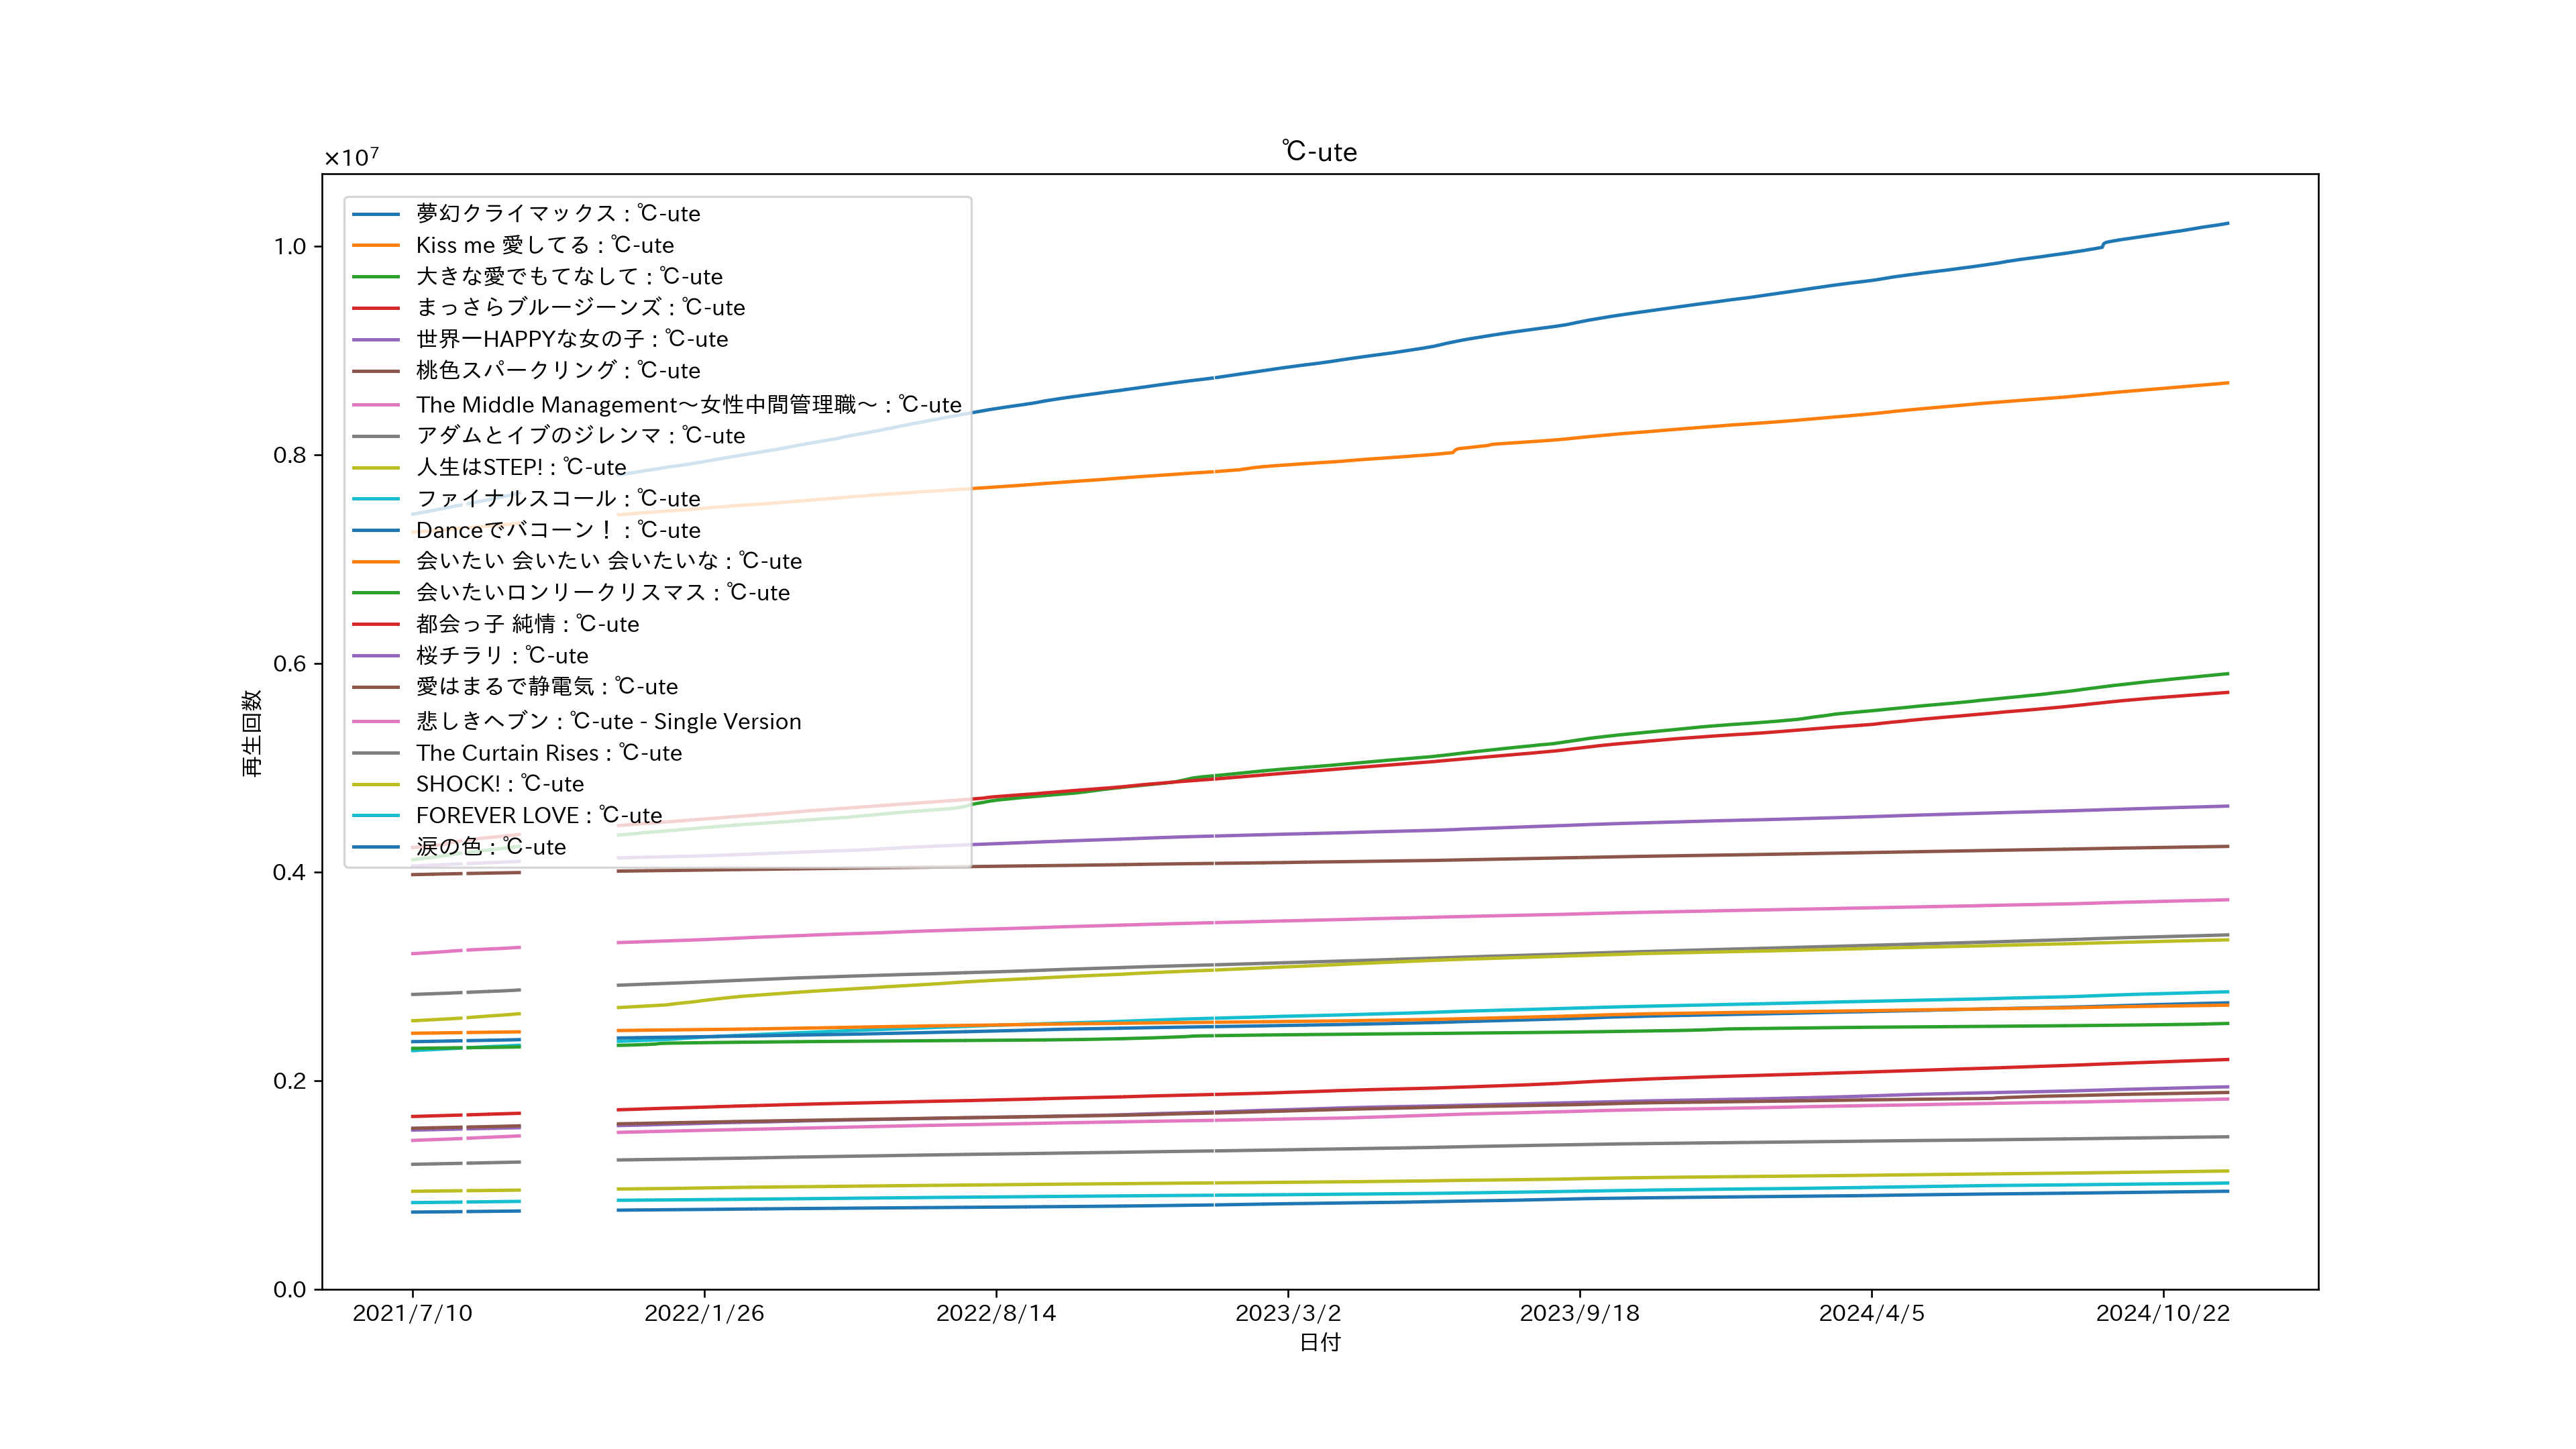 ℃-ute
×10⁷
1.0
0.8
0.6
0.4
0.2
0.0
再生回数
夢幻クライマックス : ℃-ute
Kiss me 愛してる : ℃-ute
大きな愛でもてなして : ℃-ute
まっさらブルージーンズ : ℃-ute
世界一HAPPYな女の子 : ℃-ute
桃色スパークリング : ℃-ute
The Middle Management～女性中間管理職～ : ℃-ute
アダムとイブのジレンマ : ℃-ute
人生はSTEP! : ℃-ute
ファイナルスコール : ℃-ute
Danceでバコーン！ : ℃-ute
会いたい 会いたい 会いたいな : ℃-ute
会いたいロンリークリスマス : ℃-ute
都会っ子 純情 : ℃-ute
桜チラリ : ℃-ute
愛はまるで静電気 : ℃-ute
悲しきヘブン : ℃-ute - Single Version
The Curtain Rises : ℃-ute
SHOCK! : ℃-ute
FOREVER LOVE : ℃-ute
涙の色 : ℃-ute
2021/7/10 2022/1/26 2022/8/14 2023/3/2 2023/9/18 2024/4/5 2024/10/22
日付